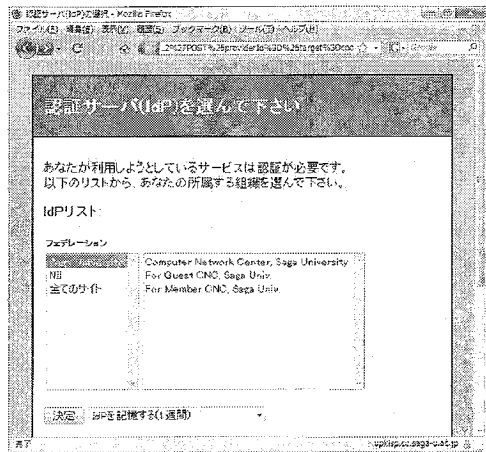 認証サーバ(IdP)の選択 - Mozilla Firefox
ファイル(F) 編集(E) 表示(V) 履歴(S) ブックマーク(B) ツール(T) ヘルプ(H)
認証サーバ(IdP)を選んで下さい
あなたが利用しようとしているサービスは認証が必要です。
以下のリストから、あなたの所属する組織を選んで下さい。
IdPリスト:
フェデレーション
NII
全てのサイト
Computer Network Center, Saga University
For Guest CNC, Saga Univ.
For Member CNC, Saga Univ.
決定 IdPを記憶する(1週間)
完了